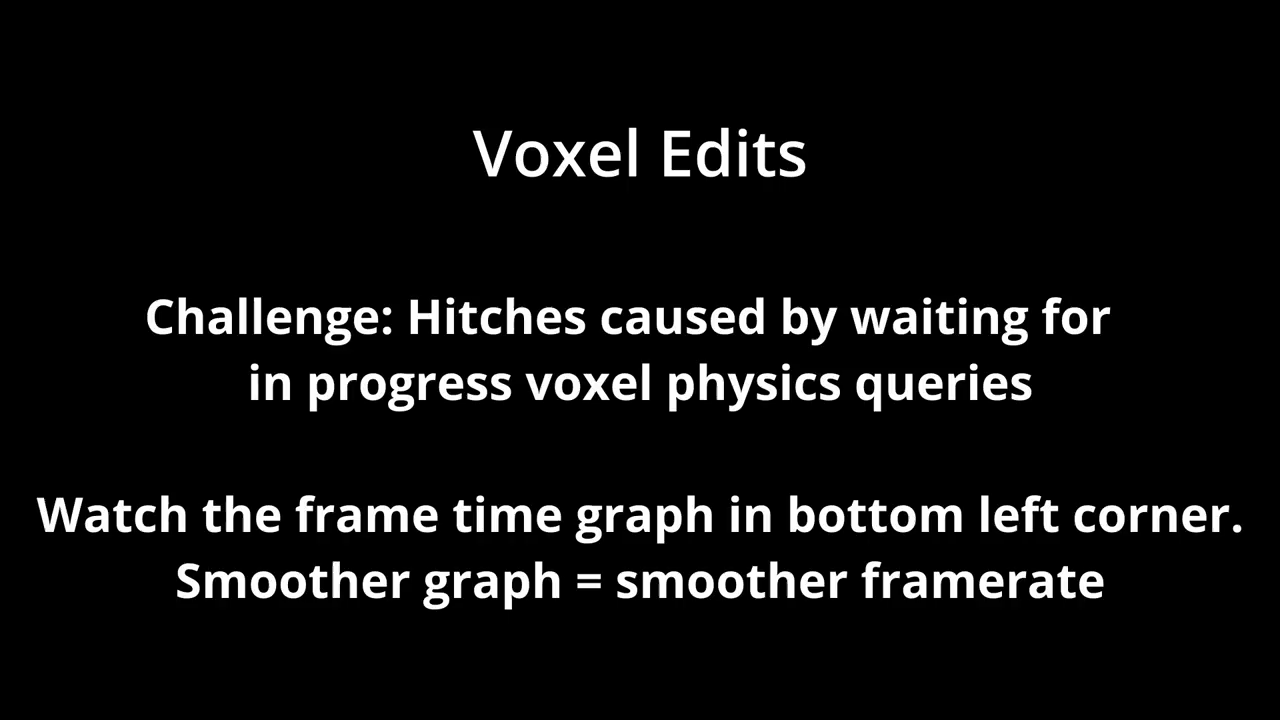 Voxel Edits
Challenge: Hitches caused by waiting for
in progress voxel physics queries
Watch the frame time graph in bottom left corner.
Smoother graph = smoother framerate